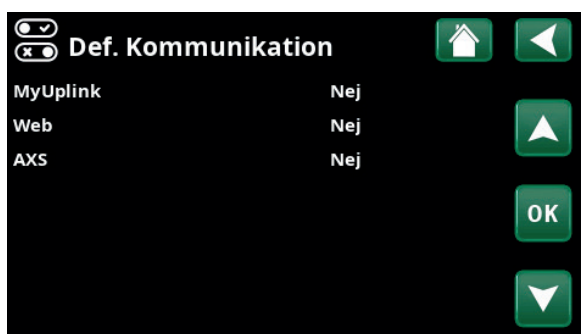 Def. Kommunikation
MyUplink Nej
Web Nej
AXS Nej
OK